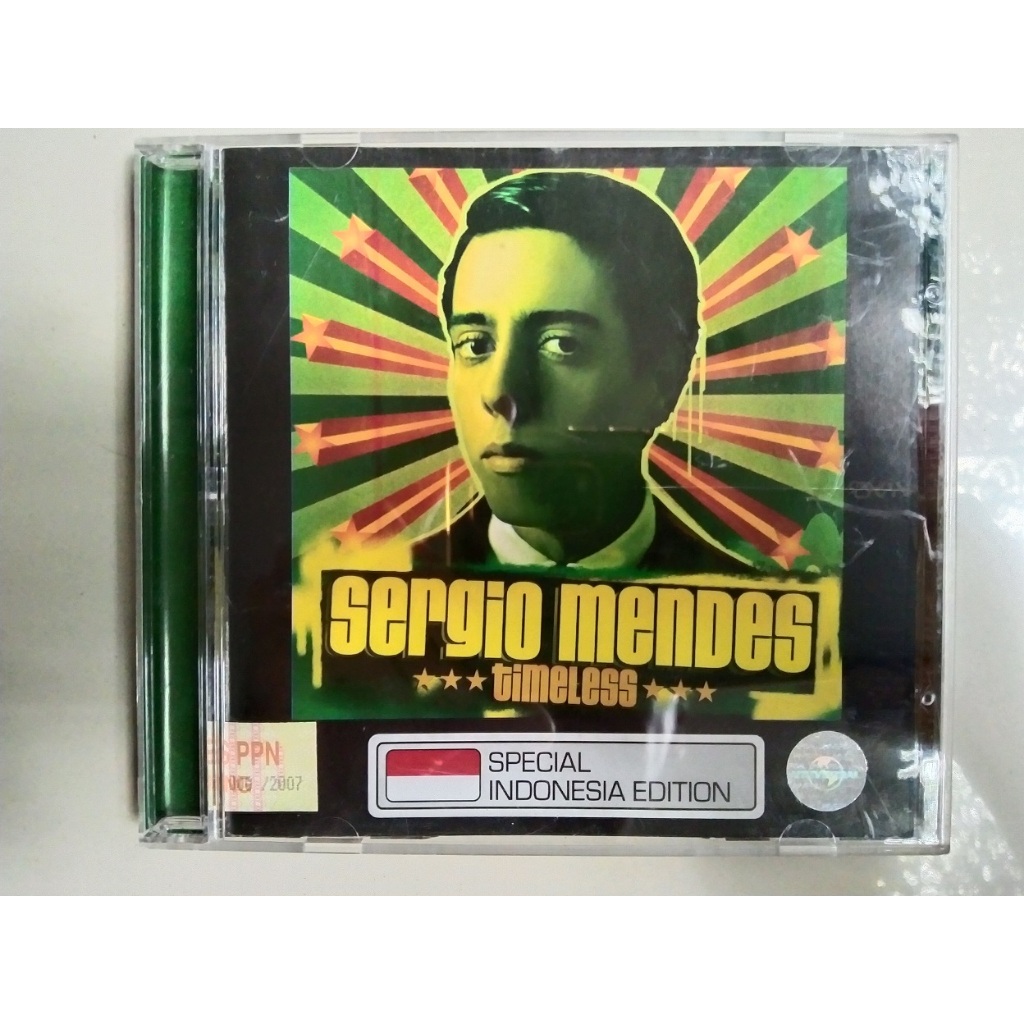 sergio mendes
timeless
PPN
/2007
SPECIAL
INDONESIA EDITION